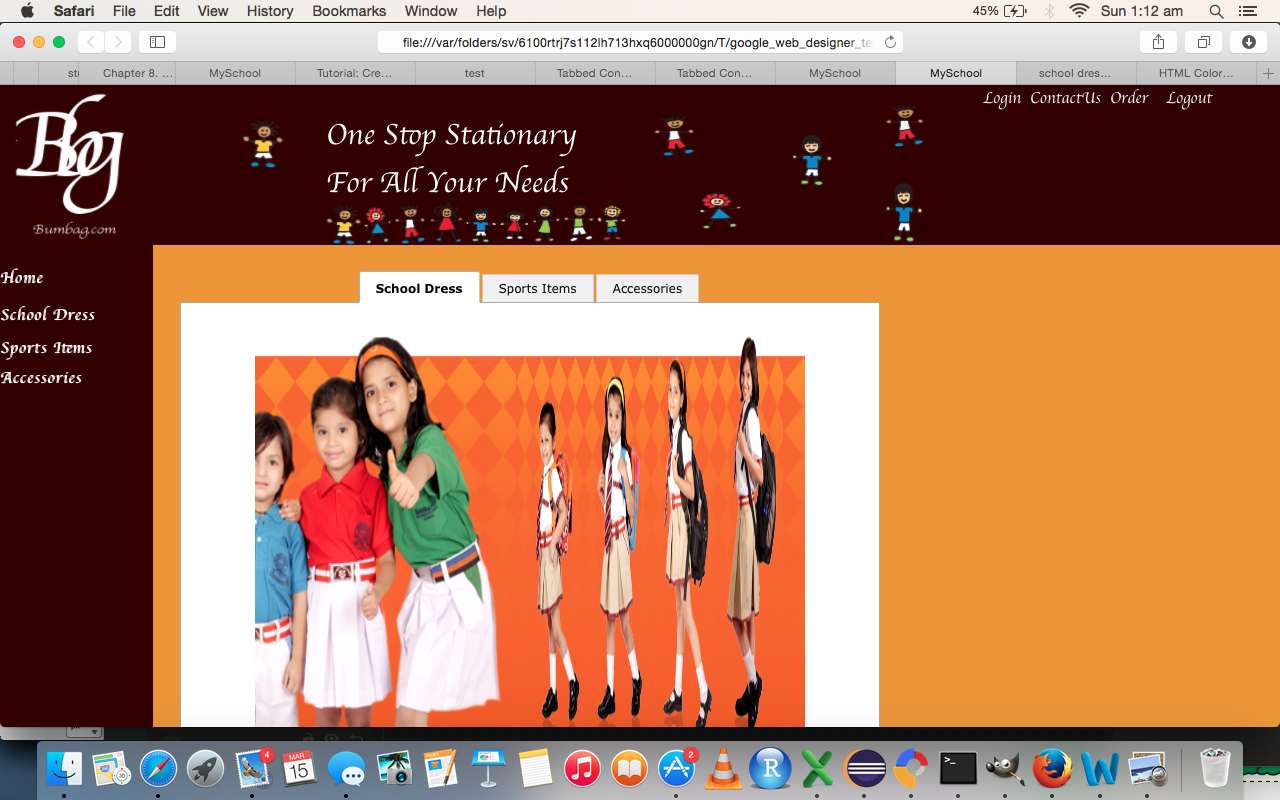 Safari File Edit View History Bookmarks Window Help 45% Sun 1:12 am
file:///var/folders/sv/6100rtrj7s112lh713hxq6000000gn/T/google_web_designer_te
Chapter 8. ... MySchool Tutorial: Cre... test Tabbed Con... Tabbed Con... MySchool MySchool school dres... HTML Color...
Login ContactUs Order Logout
Bbg
Bumbag.com
One Stop Stationary
For All Your Needs
Home
School Dress
Sports Items
Accessories
School Dress Sports Items Accessories
4
MAR
15
2
R
X
>_
W